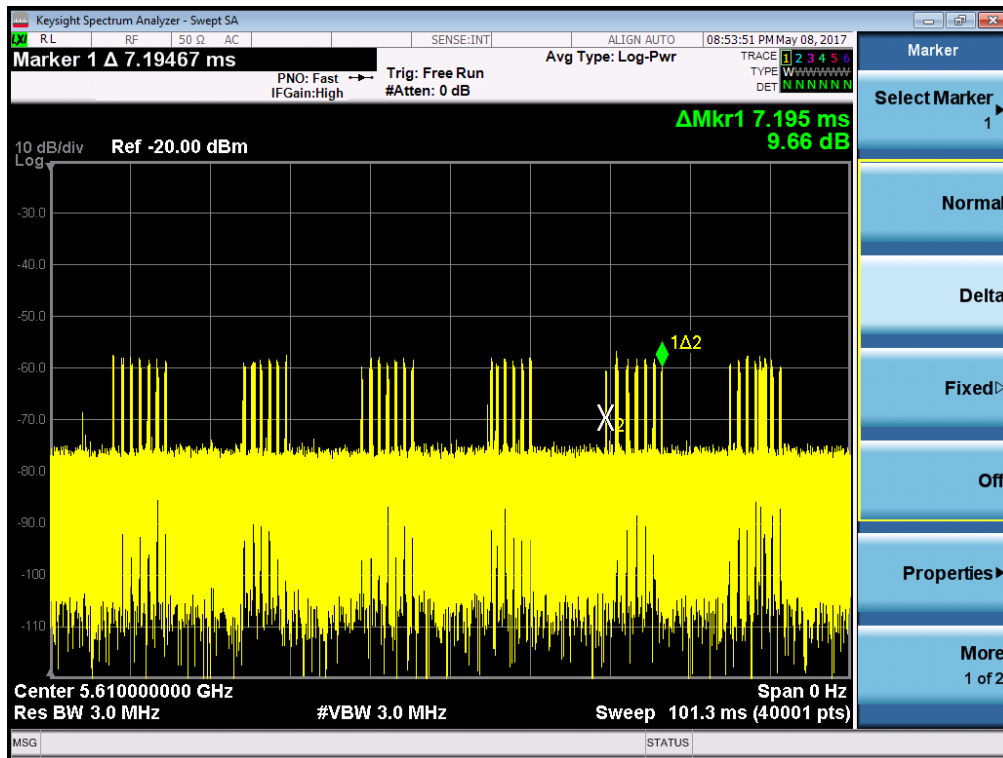 Keysight Spectrum Analyzer - Swept SA
LXI RL RF 50 Ω AC SENSE:INT ALIGN AUTO 08:53:51 PM May 08, 2017
Marker 1 Δ 7.19467 ms
PNO: Fast
IFGain:High
Trig: Free Run
#Atten: 0 dB
Avg Type: Log-Pwr
TRACE 1 2 3 4 5 6
TYPE WWWWWW
DET N N N N N N
ΔMkr1 7.195 ms
9.66 dB
10 dB/div Ref -20.00 dBm
Log
-30.0
-40.0
-50.0
1Δ2
-60.0
-70.0
X2
-80.0
-90.0
-100
-110
Center 5.610000000 GHz Span 0 Hz
Res BW 3.0 MHz #VBW 3.0 MHz Sweep 101.3 ms (40001 pts)
MSG STATUS
Marker
Select Marker
1
Normal
Delta
Fixed
Off
Properties
More
1 of 2